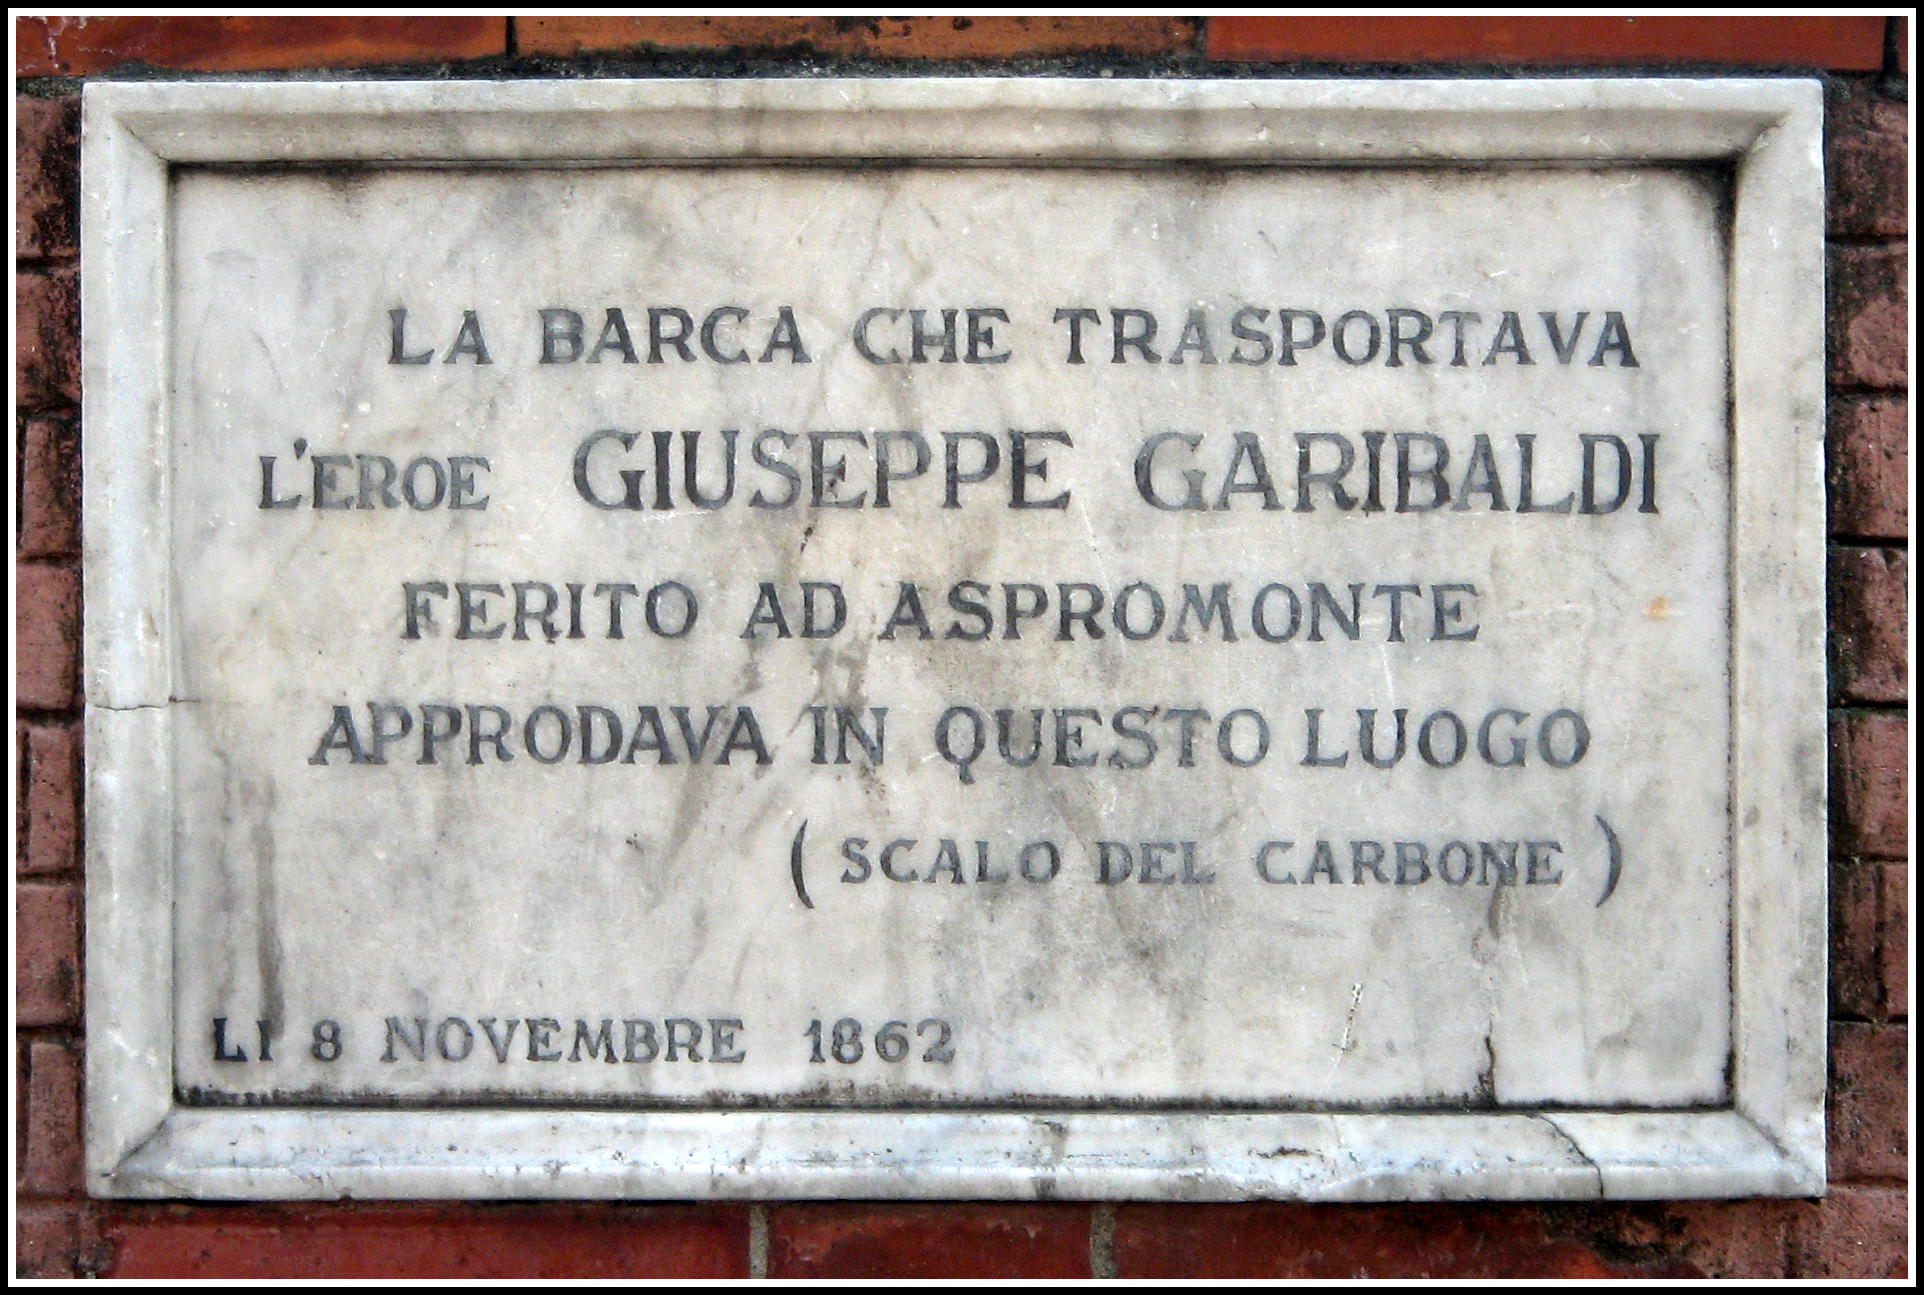 LA BARCA CHE TRASPORTAVA
L'EROE GIUSEPPE GARIBALDI
FERITO AD ASPROMONTE
APPRODAVA IN QUESTO LUOGO
( SCALO DEL CARBONE )
LI 8 NOVEMBRE 1862